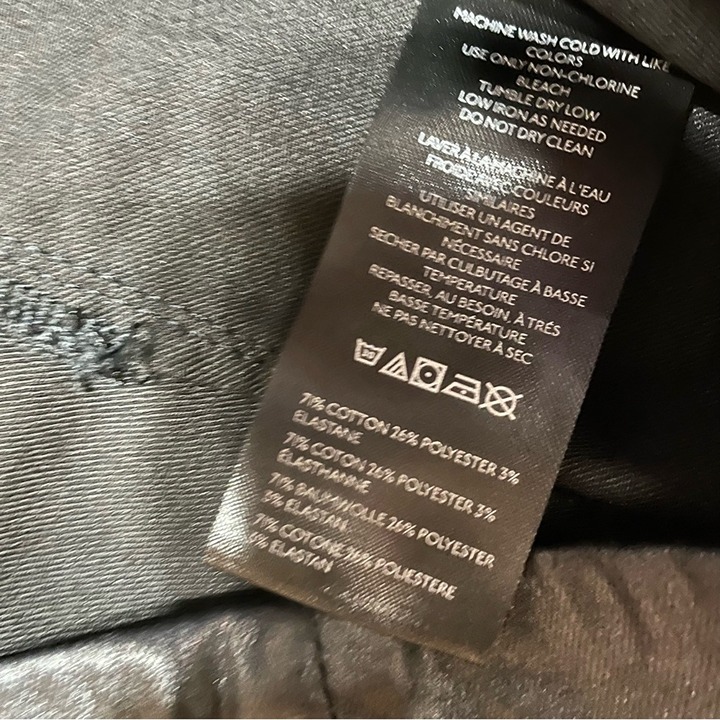 MACHINE WASH COLD WITH LIKE
COLORS
USE ONLY NON-CHLORINE
BLEACH
TUMBLE DRY LOW
LOW IRON AS NEEDED
DO NOT DRY CLEAN
LAVER À LA MACHINE À L'EAU
FROIDE COULEURS
SIMILAIRES
UTILISER UN AGENT DE
BLANCHIMENT SANS CHLORE SI
NÉCESSAIRE
SECHER PAR CULBUTAGE À BASSE
TEMPERATURE
REPASSER, AU BESOIN, À TRÉS
BASSE TEMPÉRATURE
NE PAS NETTOYER À SEC
71% COTTON 26% POLYESTER 3%
ELASTANE
71% COTON 26% POLYESTER 3%
ÉLASTHANNE
71% BAUMWOLLE 26% POLYESTER
3% ELASTAN
71% COTONE 26% POLIESTERE
ELASTAN